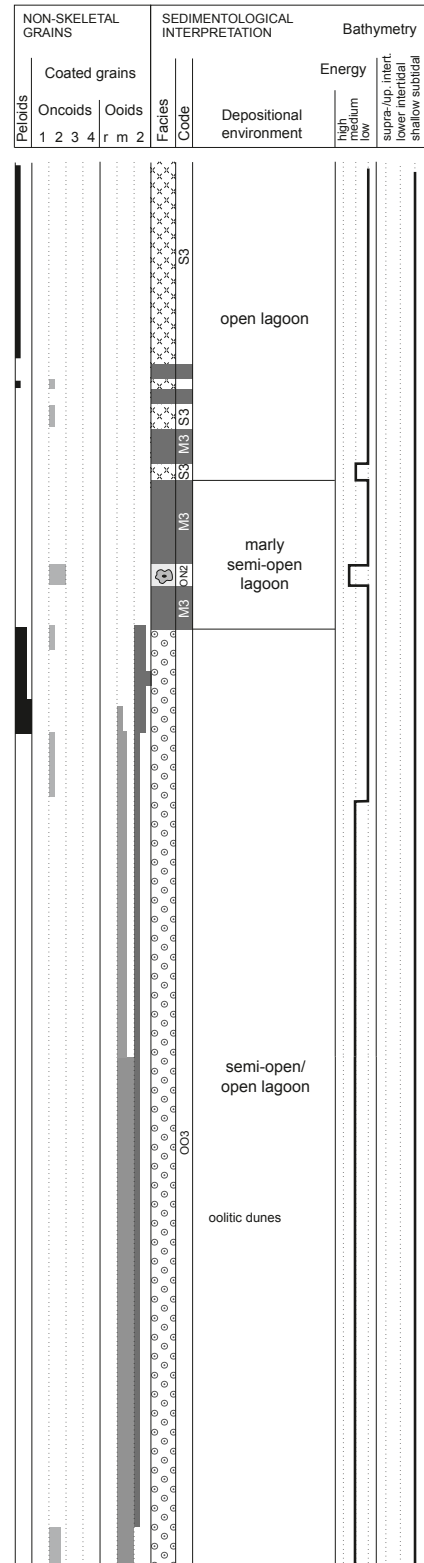 NON-SKELETAL
GRAINS
SEDIMENTOLOGICAL
INTERPRETATION
Bathymetry
Coated grains
Energy
Peloids
Oncoids
Ooids
1 2 3 4
r m 2
Facies
Code
Depositional
environment
high
medium
low
supra-/up. intert.
lower intertidal
shallow subtidal
S3
open lagoon
S3
M3
S3
M3
marly
semi-open
lagoon
ON2
M3
semi-open/
open lagoon
OO3
oolitic dunes